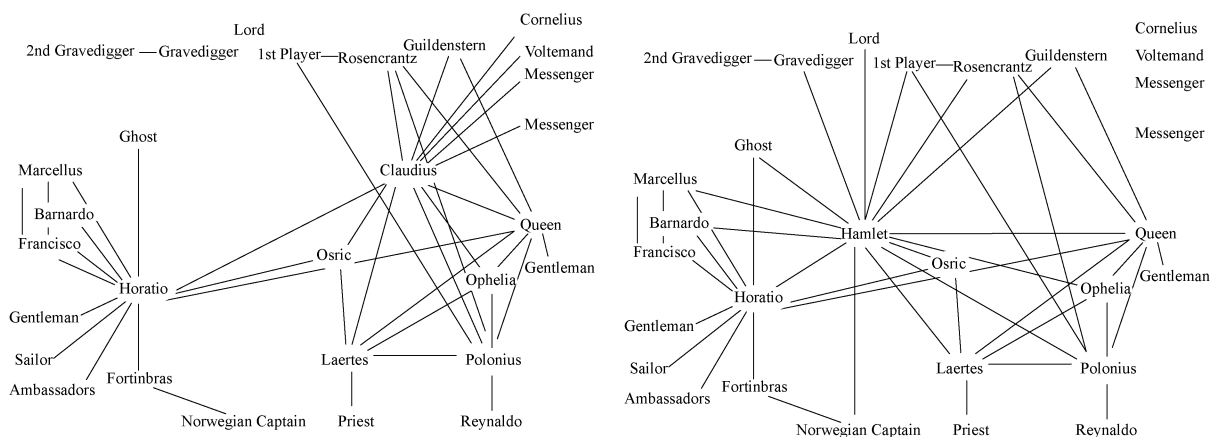 Cornelius
Lord
2nd Gravedigger
Gravedigger
1st Player
Rosencrantz
Guildenstern
Voltemand
Messenger
Messenger
Ghost
Claudius
Marcellus
Barnardo
Francisco
Queen
Osric
Gentleman
Ophelia
Horatio
Gentleman
Sailor
Ambassadors
Fortinbras
Laertes
Polonius
Norwegian Captain
Priest
Reynaldo
Cornelius
Lord
2nd Gravedigger
Gravedigger
1st Player
Rosencrantz
Guildenstern
Voltemand
Messenger
Messenger
Ghost
Marcellus
Barnardo
Francisco
Hamlet
Queen
Osric
Gentleman
Ophelia
Horatio
Gentleman
Sailor
Ambassadors
Fortinbras
Laertes
Polonius
Norwegian Captain
Priest
Reynaldo